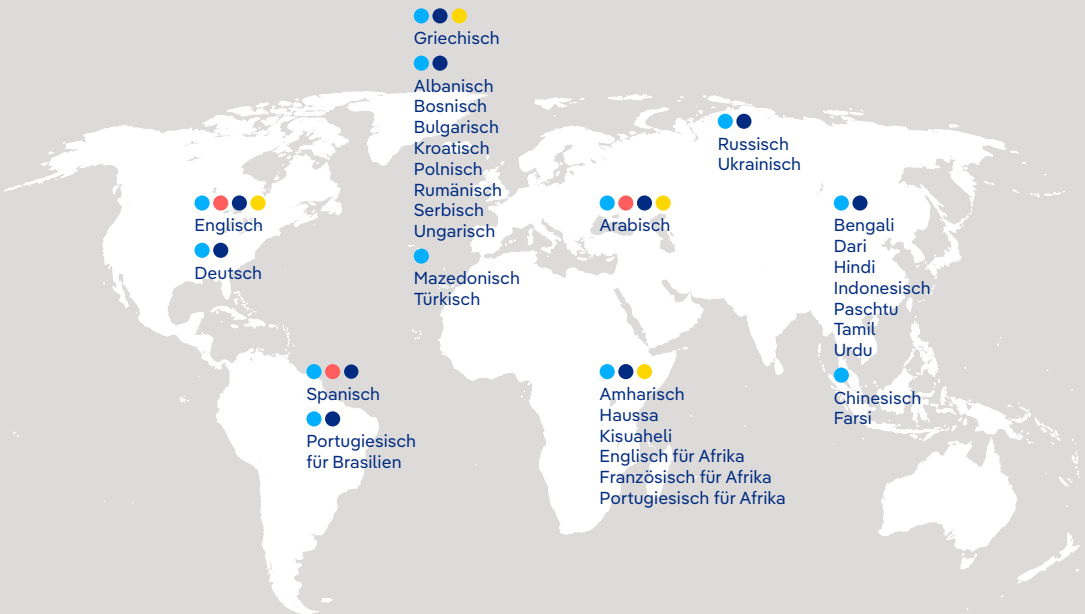 Griechisch
Albanisch
Bosnisch
Bulgarisch
Kroatisch
Polnisch
Rumänisch
Serbisch
Ungarisch
Mazedonisch
Türkisch
Russisch
Ukrainisch
Englisch
Deutsch
Arabisch
Bengali
Dari
Hindi
Indonesisch
Paschtu
Tamil
Urdu
Chinesisch
Farsi
Spanisch
Portugiesisch
für Brasilien
Amharisch
Haussa
Kisuaheli
Englisch für Afrika
Französisch für Afrika
Portugiesisch für Afrika